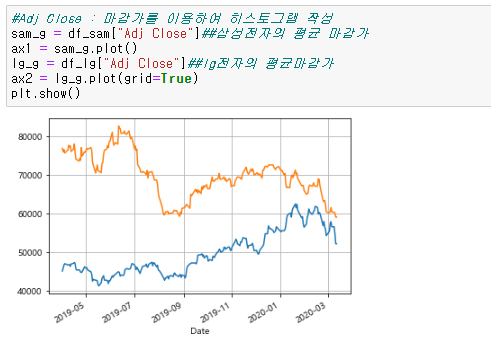 #Adj Close : 마감가를 이용하여 히스토그램 작성
sam_g = df_sam["Adj Close"]##삼성전자의 평균 마감가
ax1 = sam_g.plot()
lg_g = df_lg["Adj Close"]##lg전자의 평균마감가
ax2 = lg_g.plot(grid=True)
plt.show()
80000
70000
60000
50000
40000
2019-05 2019-07 2019-09 2019-11 2020-01 2020-03
Date